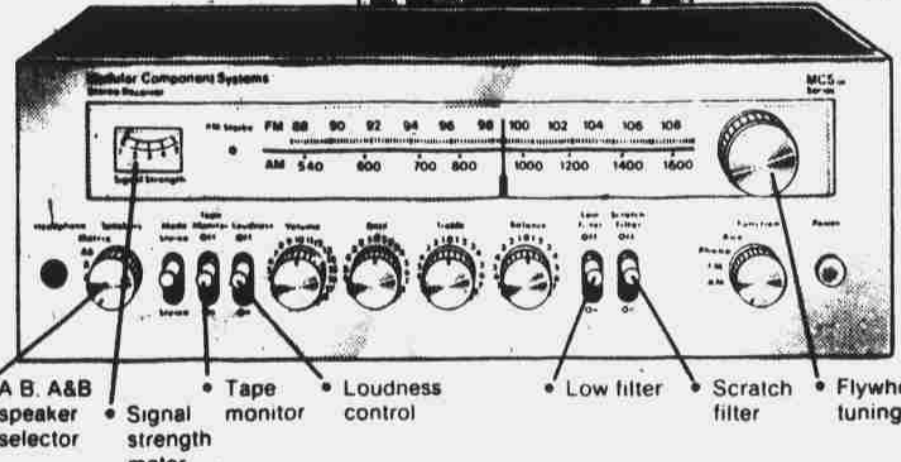 Modular Component Systems
Stereo Receiver
MCS
Series
FM Stereo
FM 88 90 92 94 96 98 100 102 104 106 108
AM 540 600 700 800 1000 1200 1400 1600
Signal Strength
Headphone
Speakers
Matrix
Mode
Stereo
Stereo
Tape
Monitor
Off
Loudness
Off
On
Volume
Bass
Treble
Balance
Low
Filter
Off
On
Scratch
Filter
Off
On
Function
Aux
Phono
FM
AM
Power
A B. A&B
speaker
selector
• Signal
strength
meter
• Tape
monitor
• Loudness
control
• Low filter
• Scratch
filter
• Flywhe
tuning